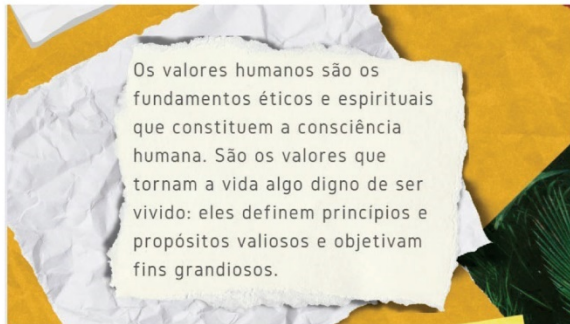 Os valores humanos são os
fundamentos éticos e espirituais
que constituem a consciência
humana. São os valores que
tornam a vida algo digno de ser
vivido: eles definem princípios e
propósitos valiosos e objetivam
fins grandiosos.